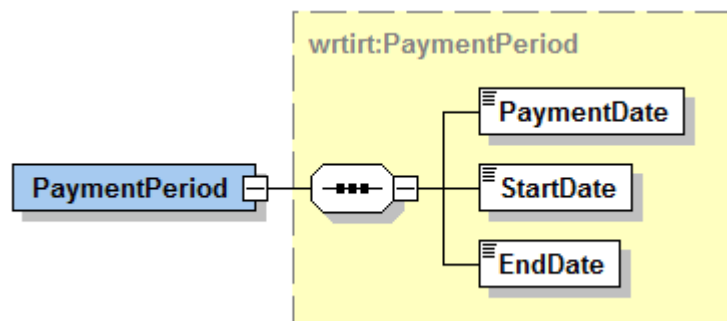 wrtirt:PaymentPeriod
PaymentDate
PaymentPeriod
StartDate
EndDate